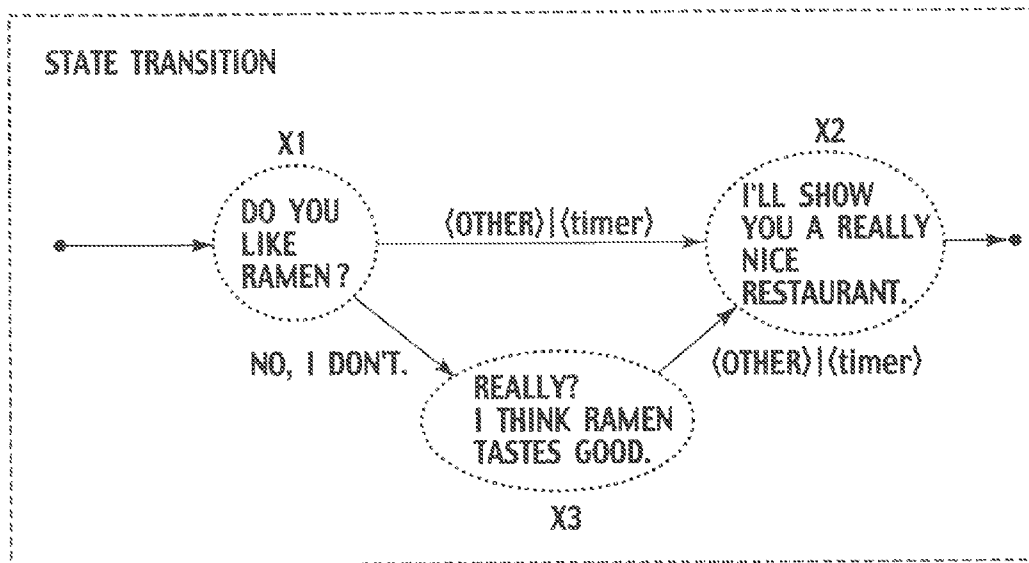 STATE TRANSITION
X1
DO YOU
LIKE
RAMEN?
⟨OTHER⟩|⟨timer⟩
X2
I'LL SHOW
YOU A REALLY
NICE
RESTAURANT.
NO, I DON'T.
⟨OTHER⟩|⟨timer⟩
REALLY?
I THINK RAMEN
TASTES GOOD.
X3